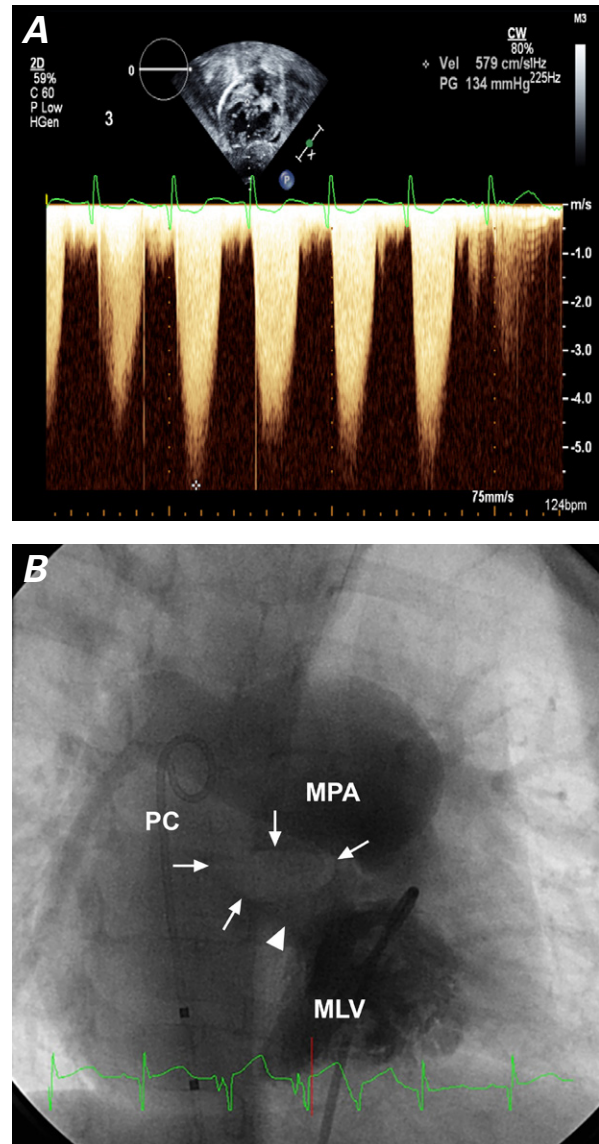 A
M3
2D
59%
C 60
P Low
HGen
0
3
CW
80%
Vel 579 cm/s
PG 134 mmHg
225Hz
X
P
m/s
-1.0
-2.0
-3.0
-4.0
-5.0
75mm/s
124bpm
B
MPA
PC
MLV